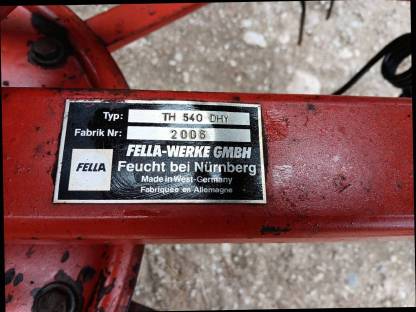 Typ: TH 540 DHY
Fabrik Nr: 2006
FELLA-WERKE GMBH
FELLA
Feucht bei Nürnberg
Made in West-Germany
Fabriquée en Allemagne